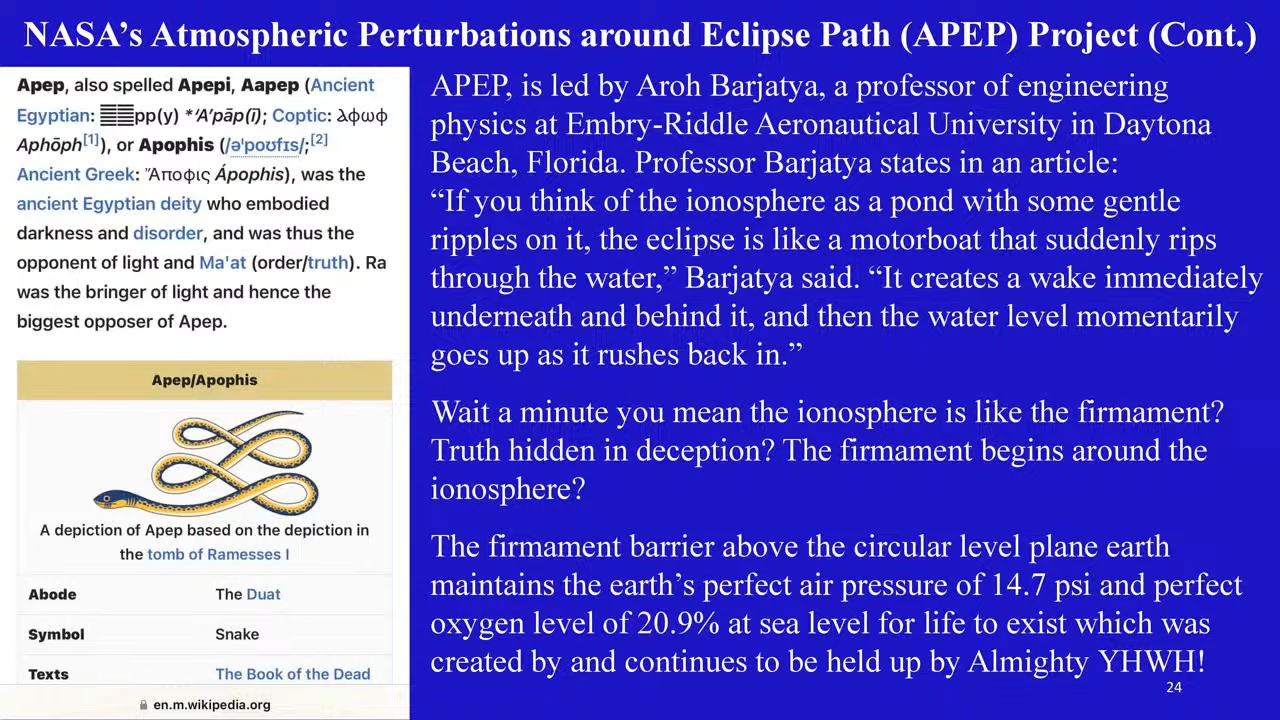 NASA’s Atmospheric Perturbations around Eclipse Path (APEP) Project (Cont.)
Apep, also spelled Apepi, Aapep (Ancient
Egyptian: pp(y) *ʻAʼpāp(ī); Coptic: ⲁⲫⲱⲫ
Aphōph[1]), or Apophis (/əˈpoʊfɪs/;[2]
Ancient Greek: Ἄποφις Ápophis), was the
ancient Egyptian deity who embodied
darkness and disorder, and was thus the
opponent of light and Ma'at (order/truth). Ra
was the bringer of light and hence the
biggest opposer of Apep.
Apep/Apophis
A depiction of Apep based on the depiction in
the tomb of Ramesses I
Abode The Duat
Symbol Snake
Texts The Book of the Dead
en.m.wikipedia.org
APEP, is led by Aroh Barjatya, a professor of engineering
physics at Embry-Riddle Aeronautical University in Daytona
Beach, Florida. Professor Barjatya states in an article:
“If you think of the ionosphere as a pond with some gentle
ripples on it, the eclipse is like a motorboat that suddenly rips
through the water,” Barjatya said. “It creates a wake immediately
underneath and behind it, and then the water level momentarily
goes up as it rushes back in.”
Wait a minute you mean the ionosphere is like the firmament?
Truth hidden in deception? The firmament begins around the
ionosphere?
The firmament barrier above the circular level plane earth
maintains the earth’s perfect air pressure of 14.7 psi and perfect
oxygen level of 20.9% at sea level for life to exist which was
created by and continues to be held up by Almighty YHWH!
24